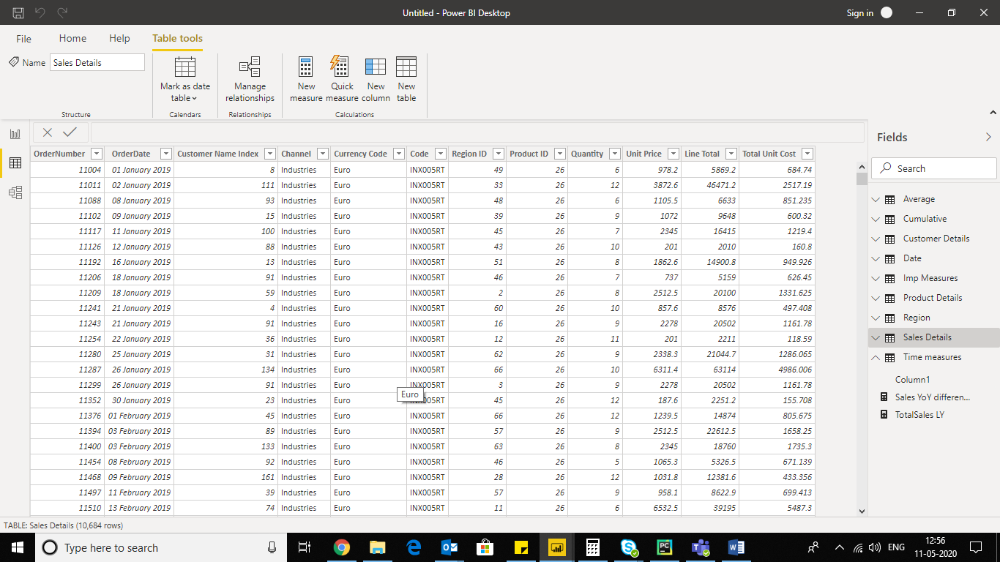 Untitled - Power BI Desktop
Sign in
File Home Help Table tools
Name Sales Details
Mark as date table
Manage relationships
New measure
Quick measure
New column
New table
Structure Calendars Relationships Calculations
OrderNumber OrderDate Customer Name Index Channel Currency Code Code Region ID Product ID Quantity Unit Price Line Total Total Unit Cost
11004 01 January 2019 8 Industries Euro INX005RT 49 26 6 978.2 5869.2 684.74
11011 02 January 2019 111 Industries Euro INX005RT 33 26 12 3872.6 46471.2 2517.19
11088 08 January 2019 93 Industries Euro INX005RT 48 26 6 1105.5 6633 851.235
11102 09 January 2019 15 Industries Euro INX005RT 39 26 9 1072 9648 600.32
11117 11 January 2019 100 Industries Euro INX005RT 45 26 7 2345 16415 1219.4
11126 12 January 2019 88 Industries Euro INX005RT 43 26 10 201 2010 160.8
11192 16 January 2019 13 Industries Euro INX005RT 51 26 8 1862.6 14900.8 949.926
11206 18 January 2019 91 Industries Euro INX005RT 46 26 7 737 5159 626.45
11209 18 January 2019 59 Industries Euro INX005RT 2 26 8 2512.5 20100 1331.625
11241 21 January 2019 4 Industries Euro INX005RT 60 26 10 857.6 8576 497.408
11243 21 January 2019 91 Industries Euro INX005RT 16 26 9 2278 20502 1161.78
11254 22 January 2019 36 Industries Euro INX005RT 12 26 11 201 2211 118.59
11280 25 January 2019 31 Industries Euro INX005RT 62 26 9 2338.3 21044.7 1286.065
11287 26 January 2019 134 Industries Euro INX005RT 66 26 10 6311.4 63114 4986.006
11299 26 January 2019 91 Industries Euro INX005RT 3 26 9 2278 20502 1161.78
Euro
11352 30 January 2019 23 Industries Euro INX005RT 45 26 12 187.6 2251.2 155.708
11376 01 February 2019 45 Industries Euro INX005RT 66 26 12 1239.5 14874 805.675
11394 03 February 2019 89 Industries Euro INX005RT 57 26 9 2512.5 22612.5 1658.25
11400 03 February 2019 133 Industries Euro INX005RT 63 26 8 2345 18760 1735.3
11454 08 February 2019 92 Industries Euro INX005RT 46 26 5 1065.3 5326.5 671.139
11468 09 February 2019 161 Industries Euro INX005RT 28 26 12 1031.8 12381.6 433.356
11497 11 February 2019 39 Industries Euro INX005RT 57 26 9 958.1 8622.9 699.413
11510 13 February 2019 74 Industries Euro INX005RT 11 26 6 6532.5 39195 5487.3
Fields
Search
Average
Cumulative
Customer Details
Date
Imp Measures
Product Details
Region
Sales Details
Time measures
Column1
Sales YoY differen...
TotalSales LY
TABLE: Sales Details (10,684 rows)
Type here to search
ENG
12:56
11-05-2020